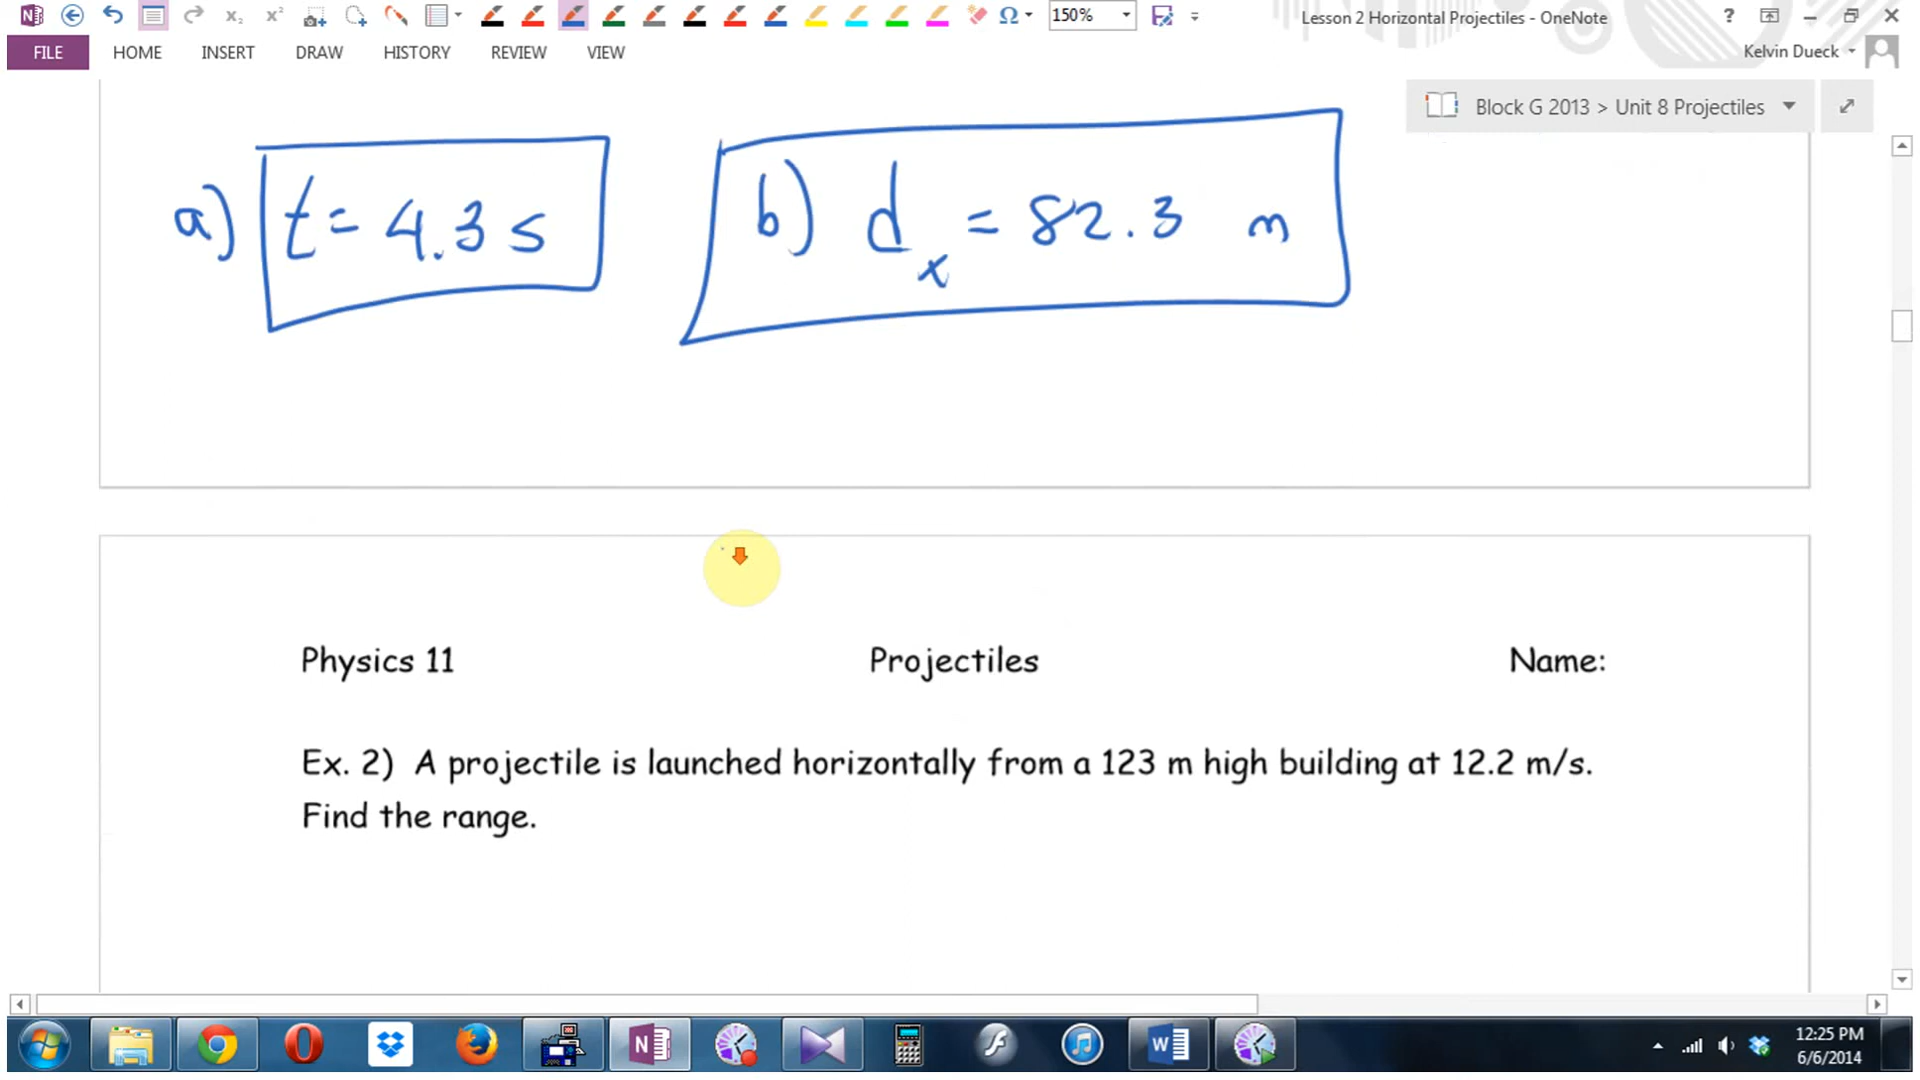 x₂ x² Ω 150% Lesson 2 Horizontal Projectiles - OneNote ?
FILE HOME INSERT DRAW HISTORY REVIEW VIEW Kelvin Dueck
Block G 2013 > Unit 8 Projectiles
a) t = 4.3 s b) d x = 82.3 m
Physics 11 Projectiles Name:
Ex. 2) A projectile is launched horizontally from a 123 m high building at 12.2 m/s.
Find the range.
12:25 PM
6/6/2014